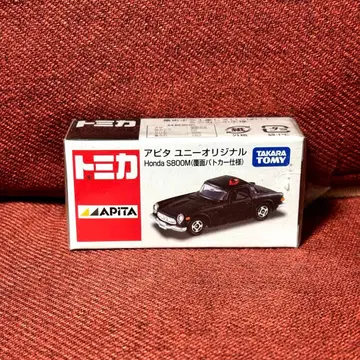 トミカ
APiTA
アピタ ユニーオリジナル
Honda S800M(覆面パトカー仕様)
TAKARA
TOMY